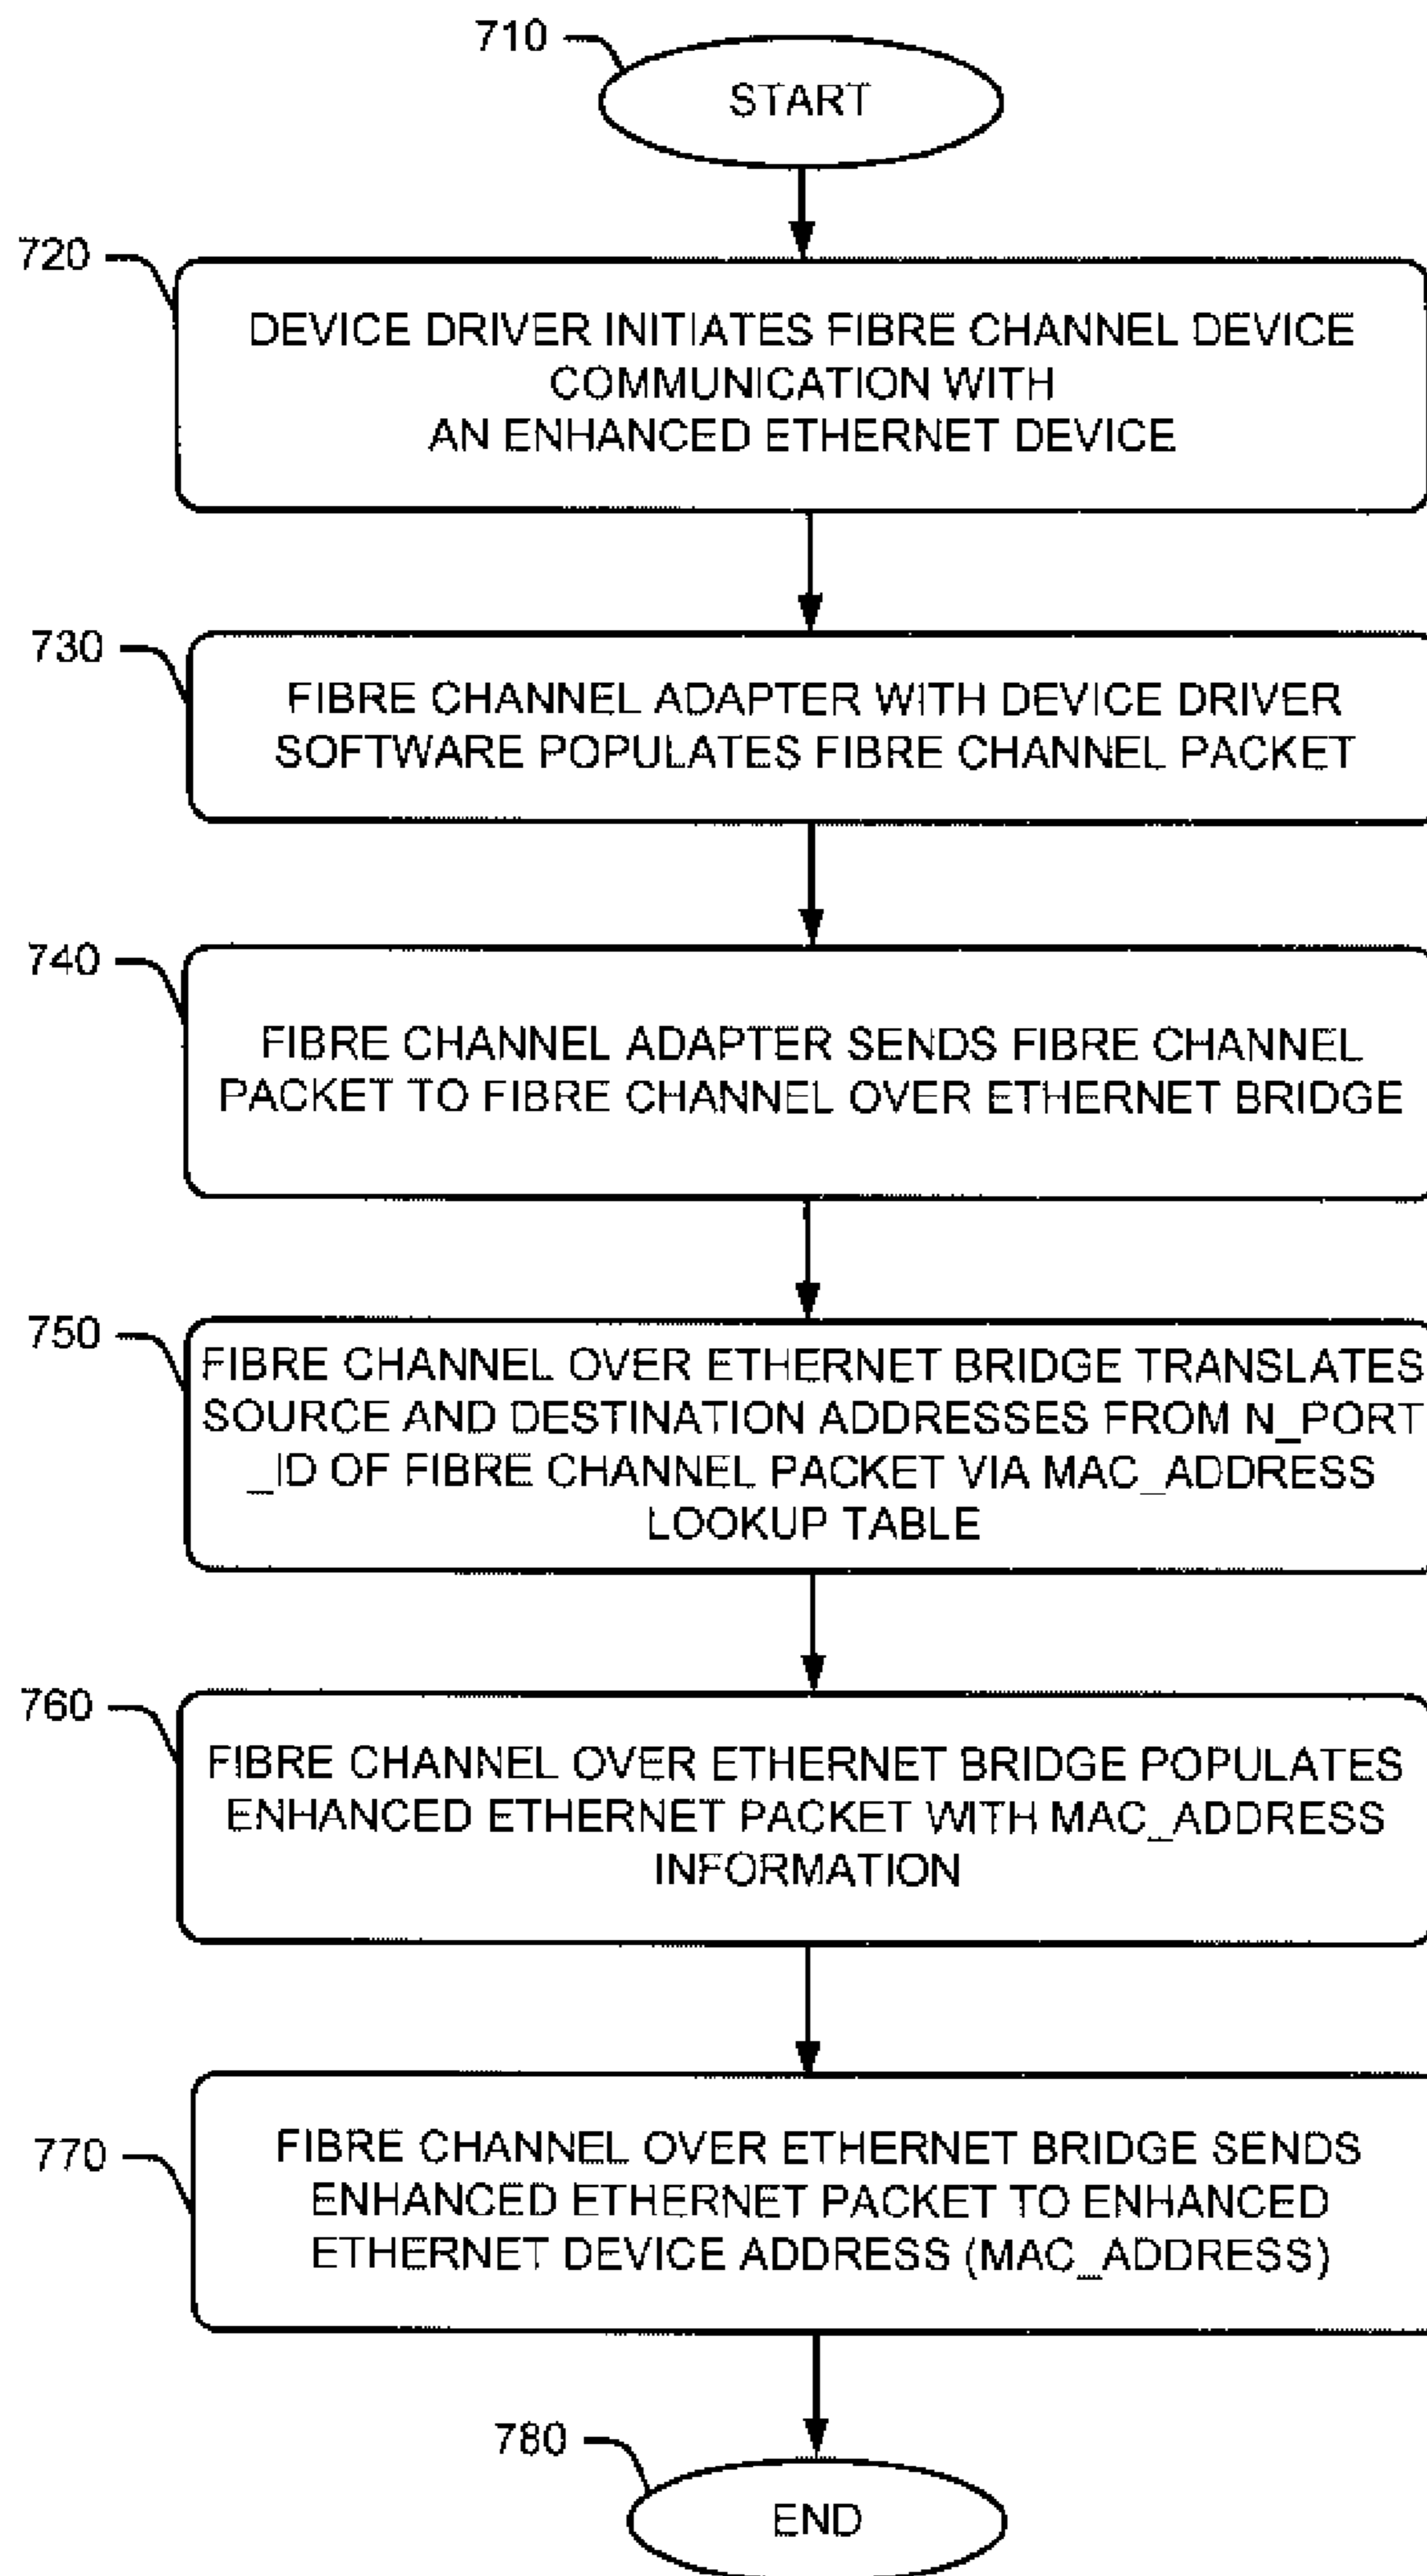 710
START
720
DEVICE DRIVER INITIATES FIBRE CHANNEL DEVICE
COMMUNICATION WITH
AN ENHANCED ETHERNET DEVICE
730
FIBRE CHANNEL ADAPTER WITH DEVICE DRIVER
SOFTWARE POPULATES FIBRE CHANNEL PACKET
740
FIBRE CHANNEL ADAPTER SENDS FIBRE CHANNEL
PACKET TO FIBRE CHANNEL OVER ETHERNET BRIDGE
750
FIBRE CHANNEL OVER ETHERNET BRIDGE TRANSLATES
SOURCE AND DESTINATION ADDRESSES FROM N_PORT
_ID OF FIBRE CHANNEL PACKET VIA MAC_ADDRESS
LOOKUP TABLE
760
FIBRE CHANNEL OVER ETHERNET BRIDGE POPULATES
ENHANCED ETHERNET PACKET WITH MAC_ADDRESS
INFORMATION
770
FIBRE CHANNEL OVER ETHERNET BRIDGE SENDS
ENHANCED ETHERNET PACKET TO ENHANCED
ETHERNET DEVICE ADDRESS (MAC_ADDRESS)
780
END